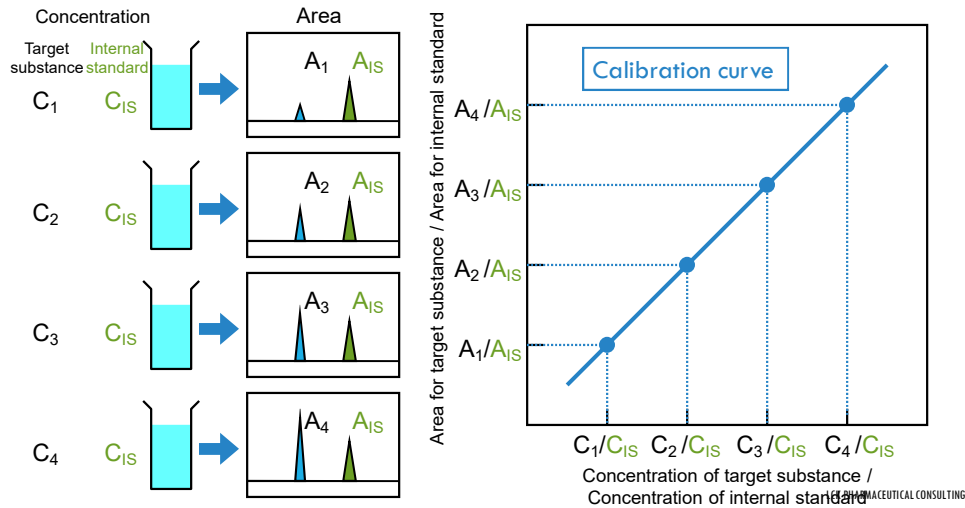 Concentration
Target substance
Internal standard
C1
CIS
C2
CIS
C3
CIS
C4
CIS
Area
A1
AIS
A2
AIS
A3
AIS
A4
AIS
Area for target substance / Area for internal standard
Calibration curve
A4 /AIS
A3 /AIS
A2 /AIS
A1/AIS
C1/CIS
C2 /CIS
C3 /CIS
C4 /CIS
Concentration of target substance /
Concentration of internal standard
PHARMACEUTICAL CONSULTING